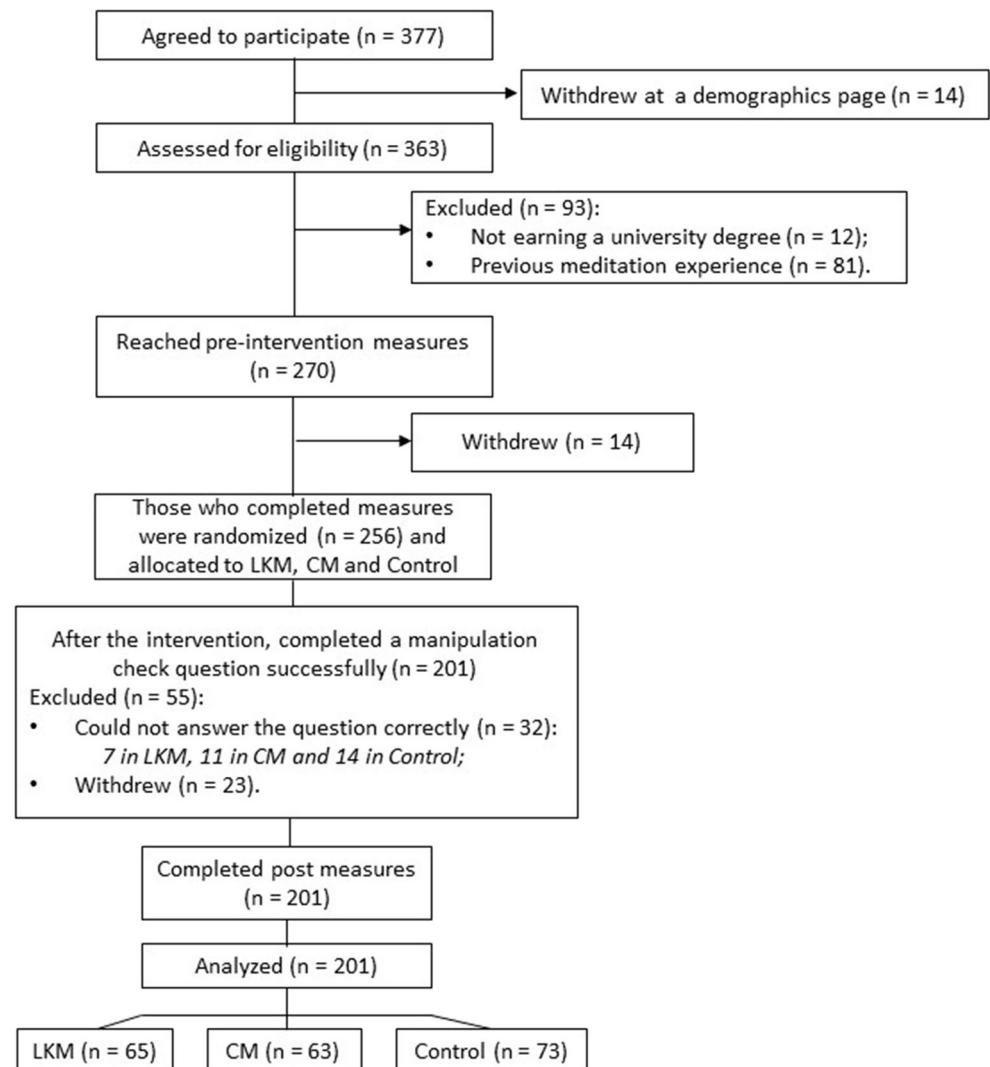 Agreed to participate (n = 377)
Withdrew at a demographics page (n = 14)
Assessed for eligibility (n = 363)
Excluded (n = 93):
• Not earning a university degree (n = 12);
• Previous meditation experience (n = 81).
Reached pre-intervention measures
(n = 270)
Withdrew (n = 14)
Those who completed measures
were randomized (n = 256) and
allocated to LKM, CM and Control
After the intervention, completed a manipulation
check question successfully (n = 201)
Excluded (n = 55):
• Could not answer the question correctly (n = 32):
7 in LKM, 11 in CM and 14 in Control;
• Withdrew (n = 23).
Completed post measures
(n = 201)
Analyzed (n = 201)
LKM (n = 65)
CM (n = 63)
Control (n = 73)